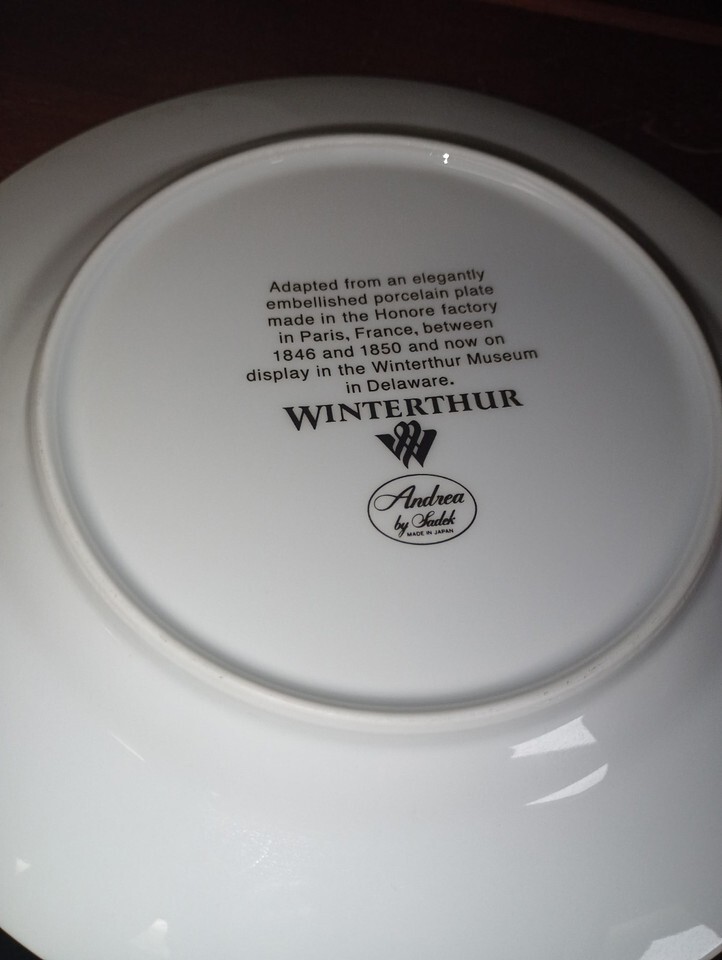 Adapted from an elegantly
embellished porcelain plate
made in the Honore factory
in Paris, France, between
1846 and 1850 and now on
display in the Winterthur Museum
in Delaware.
WINTERTHUR
Andrea
by Sadek
MADE IN JAPAN